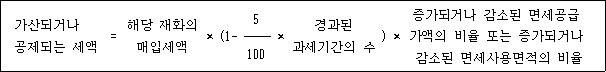 가산되거나 공제되는 세액 = 해당 재화의 매입세액 × (1- 5/100 × 경과된 과세기간의 수 ) × 증가되거나 감소된 면세공급 가액의 비율 또는 증가되거나 감소된 면세사용면적의 비율